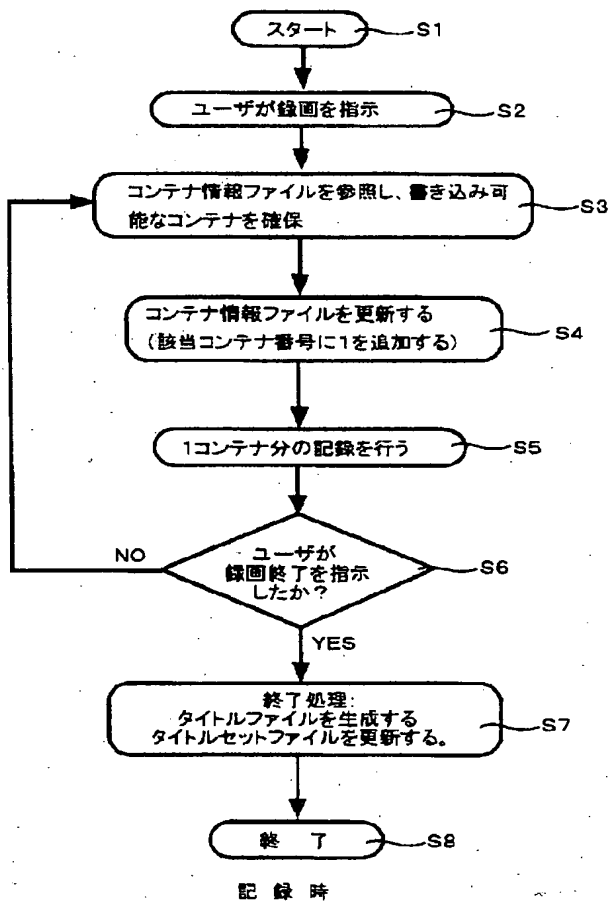 スタート
S1
ユーザが録画を指示
S2
コンテナ情報ファイルを参照し、書き込み可
能なコンテナを確保
S3
コンテナ情報ファイルを更新する
(該当コンテナ番号に1を追加する)
S4
1コンテナ分の記録を行う
S5
NO
ユーザが
録画終了を指示
したか?
S6
YES
終了処理:
タイトルファイルを生成する
タイトルセットファイルを更新する。
S7
終 了
S8
記 録 時